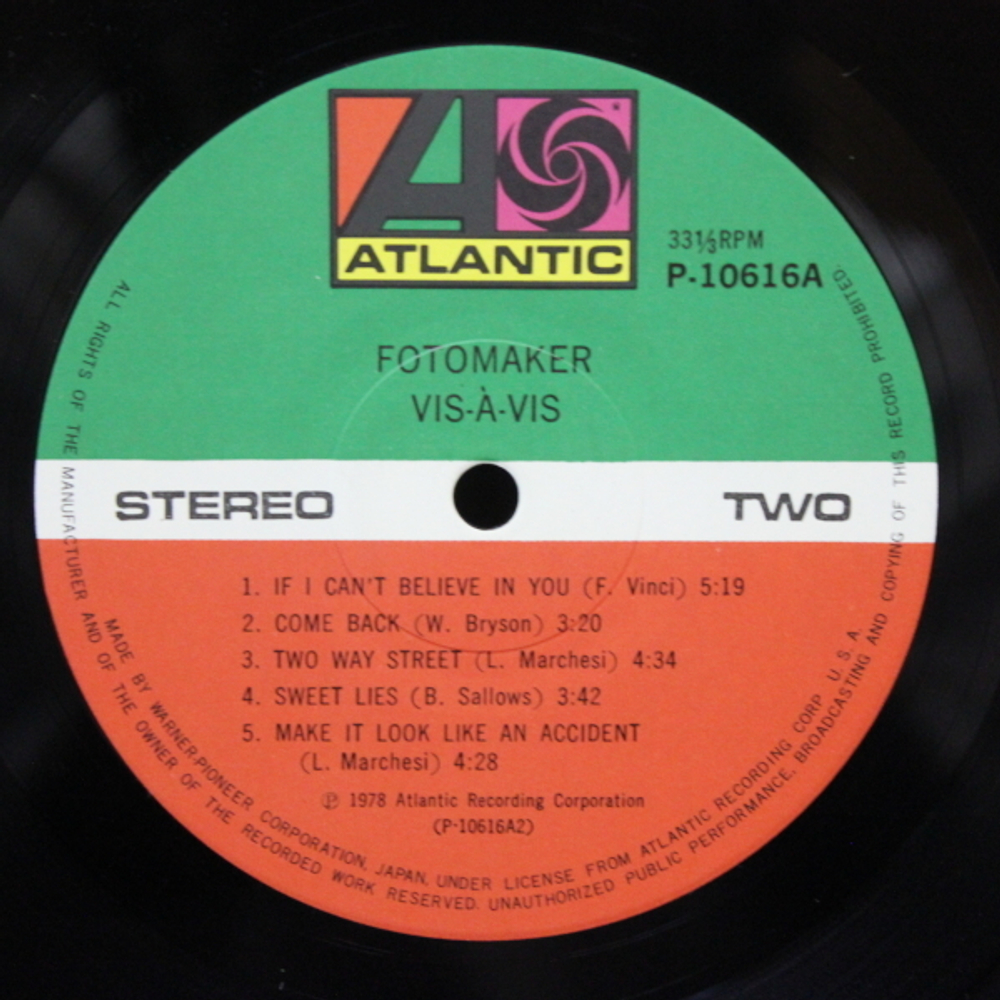 ATLANTIC
33⅓RPM
P-10616A
FOTOMAKER
VIS-À-VIS
STEREO
TWO
1. IF I CAN'T BELIEVE IN YOU (F. Vinci) 5:19
2. COME BACK (W. Bryson) 3:20
3. TWO WAY STREET (L. Marchesi) 4:34
4. SWEET LIES (B. Sallows) 3:42
5. MAKE IT LOOK LIKE AN ACCIDENT
(L. Marchesi) 4:28
℗ 1978 Atlantic Recording Corporation
(P-10616A2)
MADE BY WARNER-PIONEER CORPORATION, JAPAN, UNDER LICENSE FROM ATLANTIC RECORDING CORP. U. S. A.
ALL RIGHTS OF THE MANUFACTURER AND OF THE OWNER OF THE RECORDED WORK RESERVED. UNAUTHORIZED PUBLIC PERFORMANCE, BROADCASTING AND COPYING OF THIS RECORD PROHIBITED.